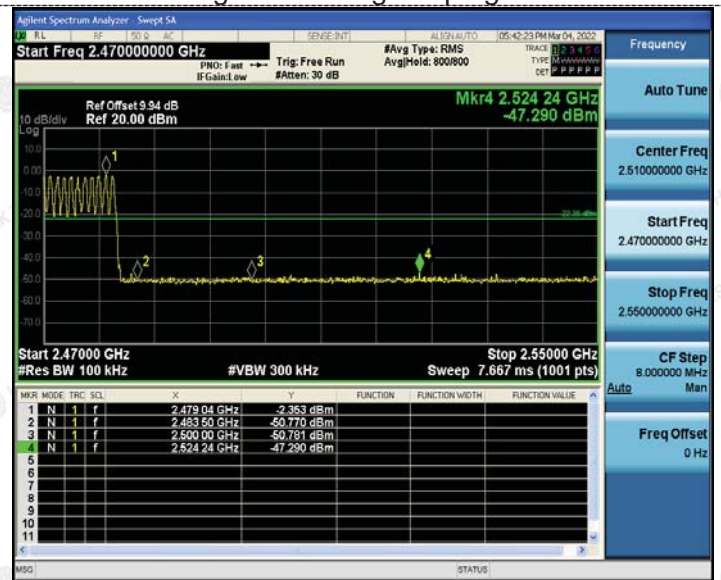 Agilent Spectrum Analyzer - Swept SA
RL RF 50 Ω AC SENSE:INT ALIGN AUTO 05:42:23 PM Mar 04, 2022
Start Freq 2.470000000 GHz
PNO: Fast
IFGain:Low
Trig: Free Run
#Atten: 30 dB
#Avg Type: RMS
Avg|Hold: 800/800
TRACE 1 2 3 4 5 6
TYPE M
DET P P P P P P
Mkr4 2.524 24 GHz
-47.290 dBm
Ref Offset 9.94 dB
10 dB/div Ref 20.00 dBm
Log
10.0
0.00
-10.0
-20.0
-30.0
-40.0
-50.0
-60.0
-70.0
1
2
3
4
-22.35 dBm
Start 2.47000 GHz Stop 2.55000 GHz
#Res BW 100 kHz #VBW 300 kHz Sweep 7.667 ms (1001 pts)
MKR MODE TRC SCL X Y FUNCTION FUNCTION WIDTH FUNCTION VALUE
1 N 1 f 2.479 04 GHz -2.353 dBm
2 N 1 f 2.483 50 GHz -50.770 dBm
3 N 1 f 2.500 00 GHz -50.781 dBm
4 N 1 f 2.524 24 GHz -47.290 dBm
5
6
7
8
9
10
11
MSG STATUS
Frequency
Auto Tune
Center Freq
2.510000000 GHz
Start Freq
2.470000000 GHz
Stop Freq
2.550000000 GHz
CF Step
8.000000 MHz
Auto Man
Freq Offset
0 Hz